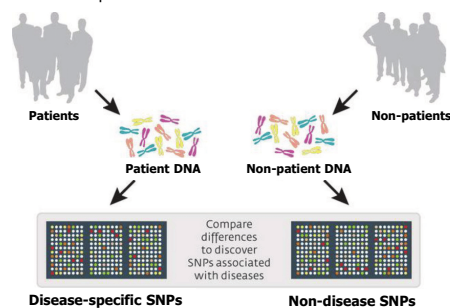 Patients
Non-patients
Patient DNA
Non-patient DNA
Compare
differences
to discover
SNPs associated
with diseases
Disease-specific SNPs
Non-disease SNPs